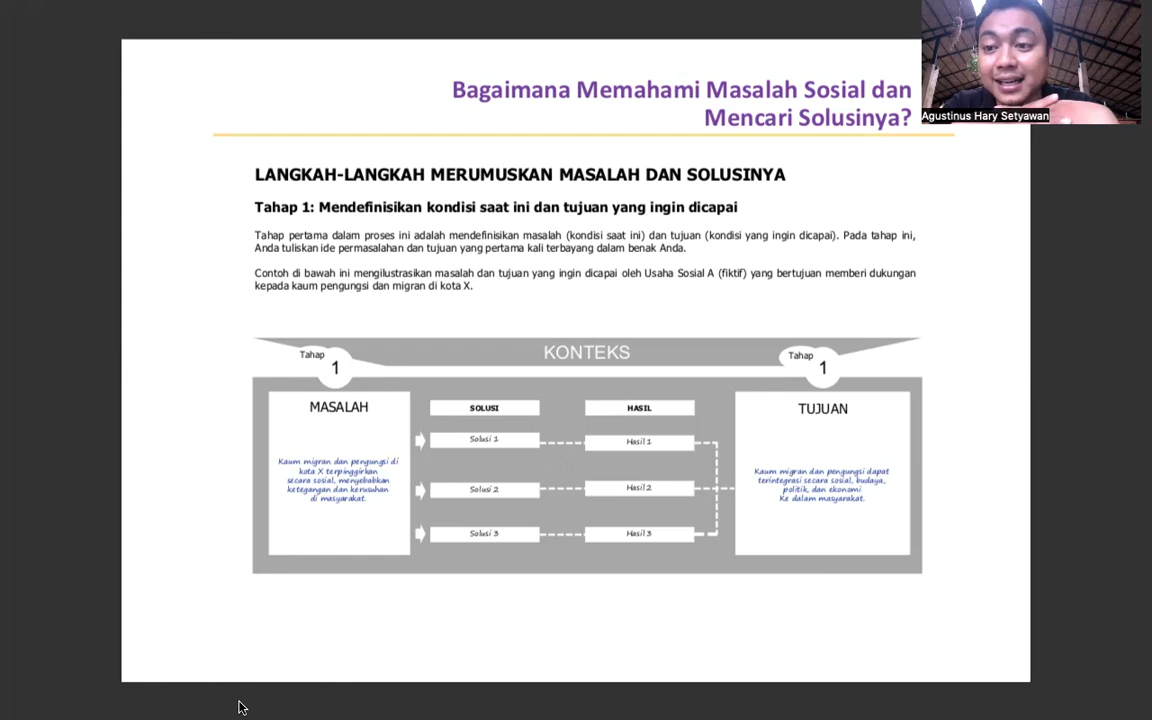 Bagaimana Memahami Masalah Sosial dan
Mencari Solusinya?
Agustinus Hary Setyawan
LANGKAH-LANGKAH MERUMUSKAN MASALAH DAN SOLUSINYA
Tahap 1: Mendefinisikan kondisi saat ini dan tujuan yang ingin dicapai
Tahap pertama dalam proses ini adalah mendefinisikan masalah (kondisi saat ini) dan tujuan (kondisi yang ingin dicapai). Pada tahap ini,
Anda tuliskan ide permasalahan dan tujuan yang pertama kali terbayang dalam benak Anda.
Contoh di bawah ini mengilustrasikan masalah dan tujuan yang ingin dicapai oleh Usaha Sosial A (fiktif) yang bertujuan memberi dukungan
kepada kaum pengungsi dan migran di kota X.
KONTEKS
Tahap
1
Tahap
1
MASALAH
Kaum migran dan pengungsi di
kota X terpinggirkan
secara sosial, menyebabkan
ketegangan dan kerusuhan
di masyarakat.
SOLUSI
Solusi 1
Solusi 2
Solusi 3
HASIL
Hasil 1
Hasil 2
Hasil 3
TUJUAN
Kaum migran dan pengungsi dapat
terintegrasi secara sosial, budaya,
politik, dan ekonomi
Ke dalam masyarakat.